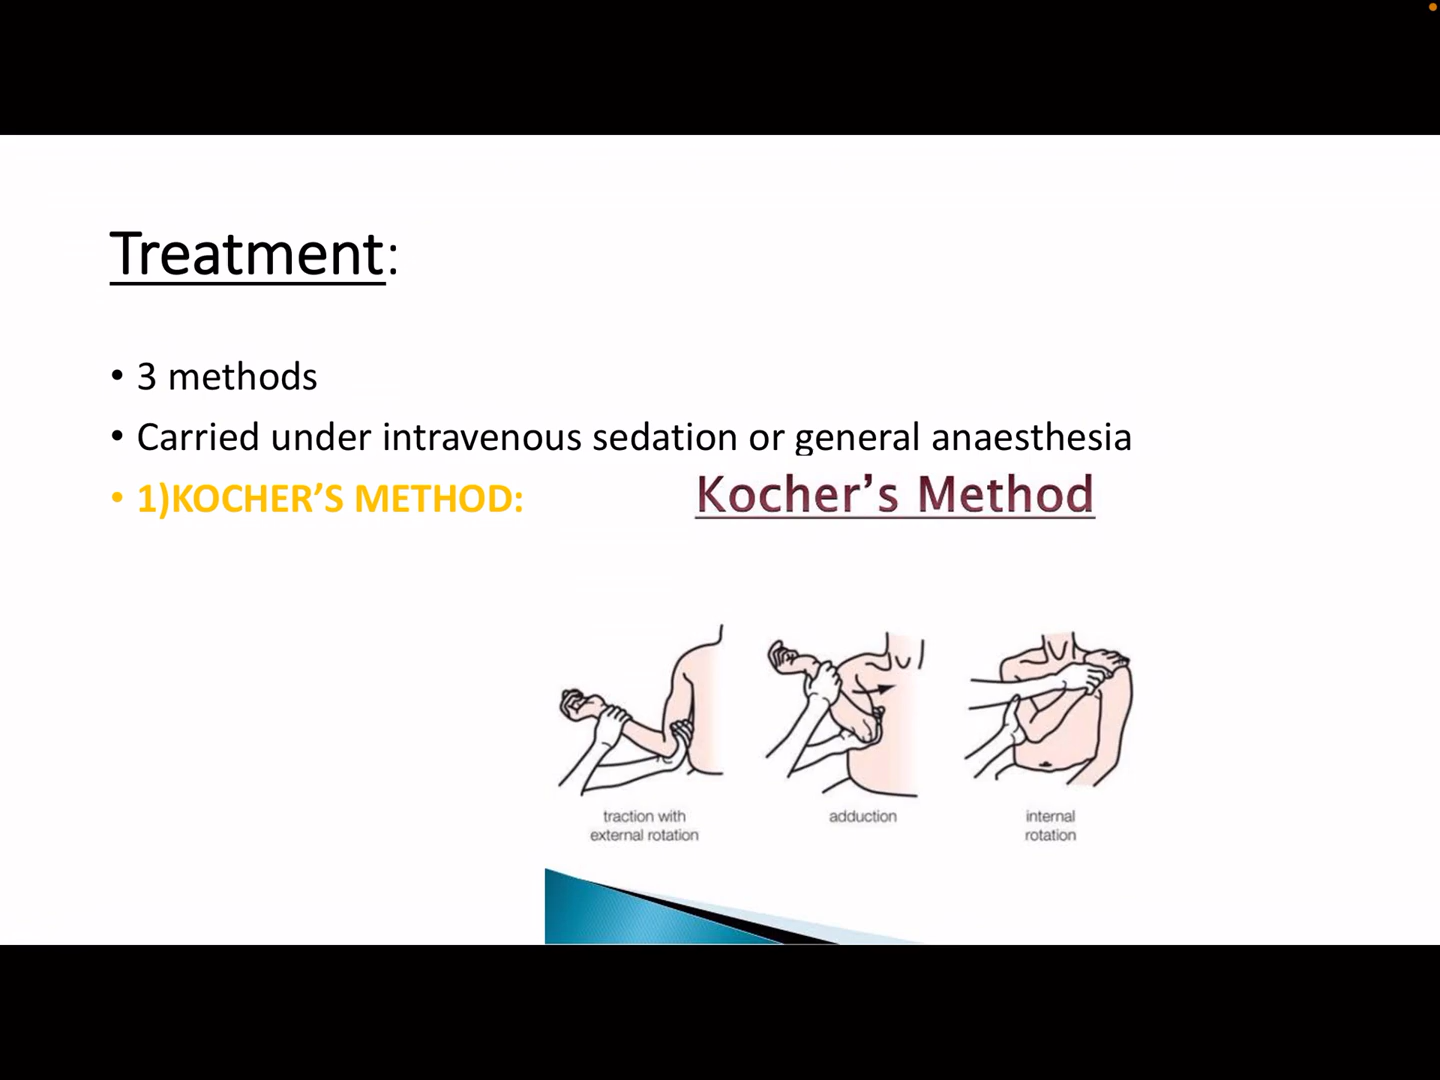 Treatment:
• 3 methods
• Carried under intravenous sedation or general anaesthesia
• 1)KOCHER’S METHOD:
Kocher’s Method
traction with
external rotation
adduction
internal
rotation